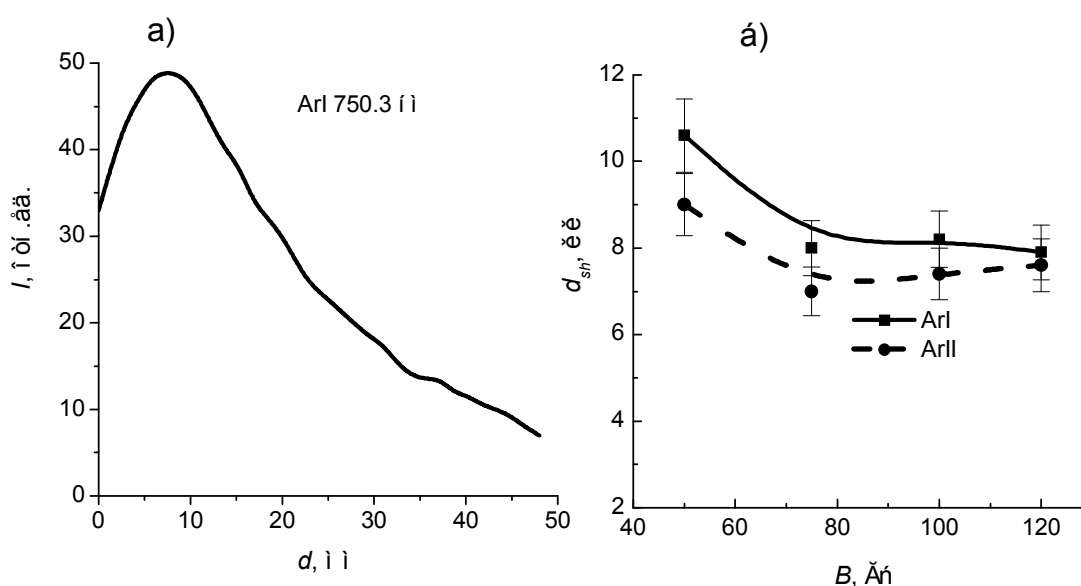 а)
ArI 750.3 í ì
I, î òí .åä.
50
40
30
20
10
0
0 10 20 30 40 50
d, ì ì
á)
d_sh, ě ě
12
10
8
6
4
2
ArI
ArII
40 60 80 100 120
B, Ăń